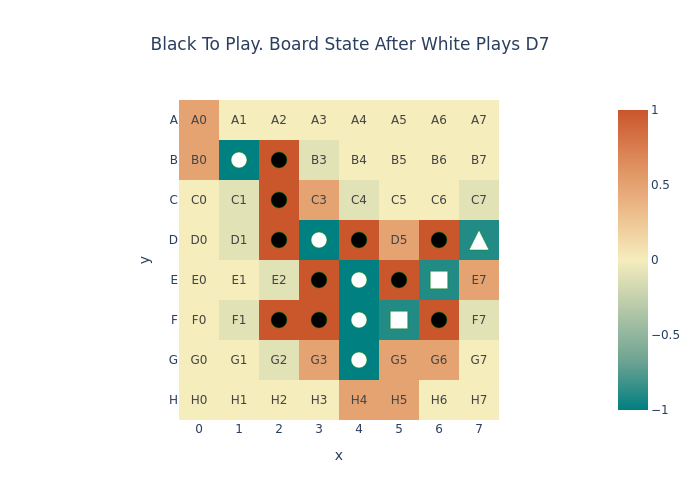 Black To Play. Board State After White Plays D7
A A0 A1 A2 A3 A4 A5 A6 A7
B B0 B3 B4 B5 B6 B7
C C0 C1 C3 C4 C5 C6 C7
D D0 D1 D5
E E0 E1 E2 E7
F F0 F1 F7
G G0 G1 G2 G3 G5 G6 G7
H H0 H1 H2 H3 H4 H5 H6 H7
0 1 2 3 4 5 6 7
x
y
1
0.5
0
−0.5
−1